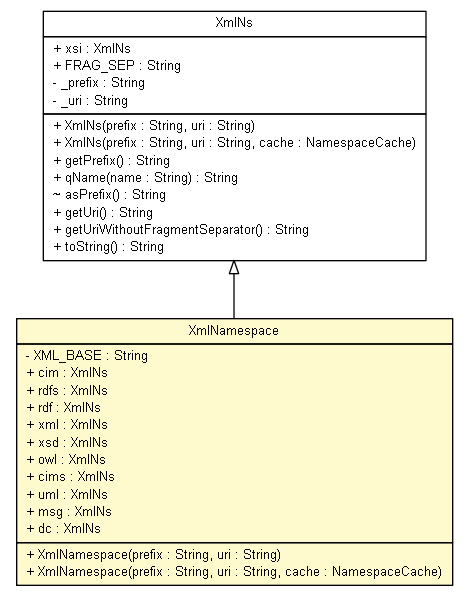 XmlNs
+ xsi : XmlNs
+ FRAG_SEP : String
- _prefix : String
- _uri : String
+ XmlNs(prefix : String, uri : String)
+ XmlNs(prefix : String, uri : String, cache : NamespaceCache)
+ getPrefix() : String
+ qName(name : String) : String
~ asPrefix() : String
+ getUri() : String
+ getUriWithoutFragmentSeparator() : String
+ toString() : String
XmlNamespace
- XML_BASE : String
+ cim : XmlNs
+ rdfs : XmlNs
+ rdf : XmlNs
+ xml : XmlNs
+ xsd : XmlNs
+ owl : XmlNs
+ cims : XmlNs
+ uml : XmlNs
+ msg : XmlNs
+ dc : XmlNs
+ XmlNamespace(prefix : String, uri : String)
+ XmlNamespace(prefix : String, uri : String, cache : NamespaceCache)